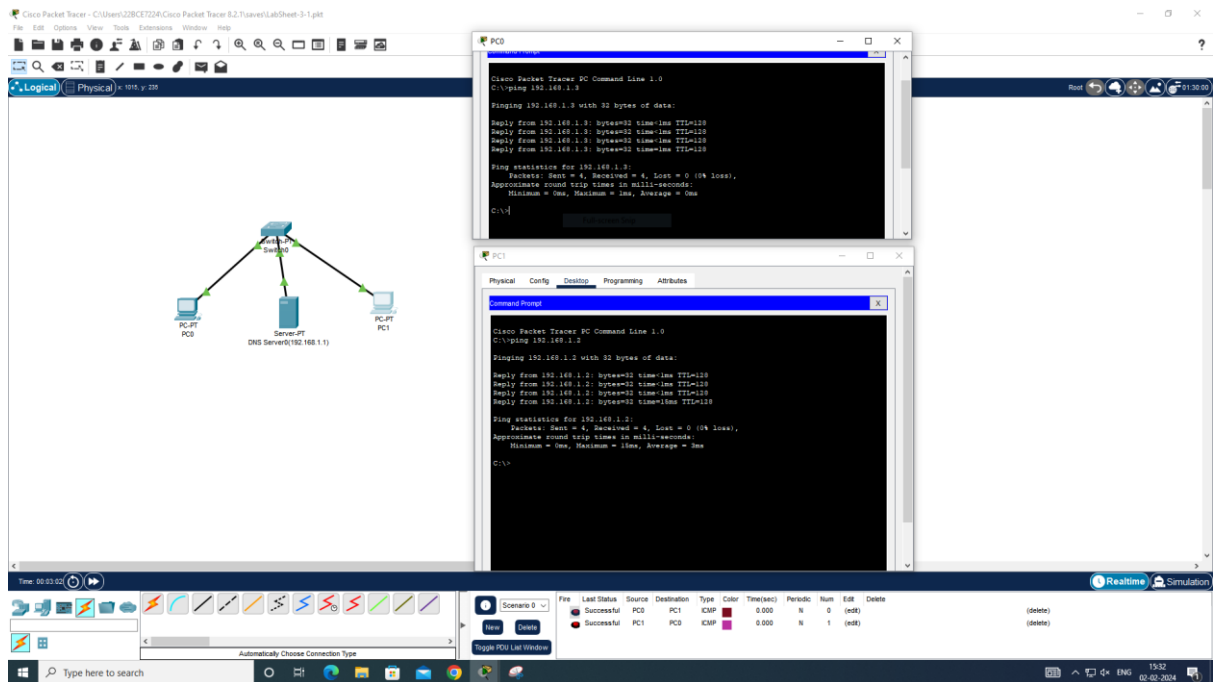 Cisco Packet Tracer - C:\Users\22BCE7224\Cisco Packet Tracer 8.2.1\saves\LabSheet-3-1.pkt
File Edit Options View Tools Extensions Window Help
?
Logical Physical x: 1015, y: 235
Root 01:30:00
PC0
Command Prompt
Cisco Packet Tracer PC Command Line 1.0
C:\>ping 192.168.1.3
Pinging 192.168.1.3 with 32 bytes of data:
Reply from 192.168.1.3: bytes=32 time<1ms TTL=128
Reply from 192.168.1.3: bytes=32 time<1ms TTL=128
Reply from 192.168.1.3: bytes=32 time<1ms TTL=128
Reply from 192.168.1.3: bytes=32 time=1ms TTL=128
Ping statistics for 192.168.1.3:
Packets: Sent = 4, Received = 4, Lost = 0 (0% loss),
Approximate round trip times in milli-seconds:
Minimum = 0ms, Maximum = 1ms, Average = 0ms
C:\>
Switch-PT
Switch0
PC-PT
PC0
Server-PT
DNS Server0(192.168.1.1)
PC-PT
PC1
PC1
Physical Config Desktop Programming Attributes
Command Prompt X
Cisco Packet Tracer PC Command Line 1.0
C:\>ping 192.168.1.2
Pinging 192.168.1.2 with 32 bytes of data:
Reply from 192.168.1.2: bytes=32 time<1ms TTL=128
Reply from 192.168.1.2: bytes=32 time<1ms TTL=128
Reply from 192.168.1.2: bytes=32 time<1ms TTL=128
Reply from 192.168.1.2: bytes=32 time=15ms TTL=128
Ping statistics for 192.168.1.2:
Packets: Sent = 4, Received = 4, Lost = 0 (0% loss),
Approximate round trip times in milli-seconds:
Minimum = 0ms, Maximum = 15ms, Average = 3ms
C:\>
Time: 00:03:02
Realtime Simulation
Scenario 0
New Delete
Toggle PDU List Window
Fire Last Status Source Destination Type Color Time(sec) Periodic Num Edit Delete
Successful PC0 PC1 ICMP 0.000 N 0 (edit) (delete)
Successful PC1 PC0 ICMP 0.000 N 1 (edit) (delete)
Automatically Choose Connection Type
Type here to search
ENG
15:32
02-02-2024